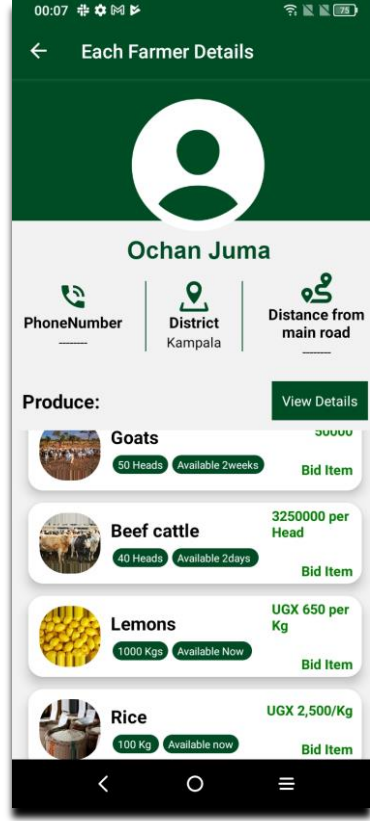 00:07
75
Each Farmer Details
Ochan Juma
PhoneNumber
--------
District
Kampala
Distance from
main road
--------
Produce:
View Details
Goats
50000
50 Heads
Available 2weeks
Bid Item
Beef cattle
3250000 per
Head
40 Heads
Available 2days
Bid Item
Lemons
UGX 650 per
Kg
1000 Kgs
Available Now
Bid Item
Rice
UGX 2,500/Kg
100 Kg
Available now
Bid Item